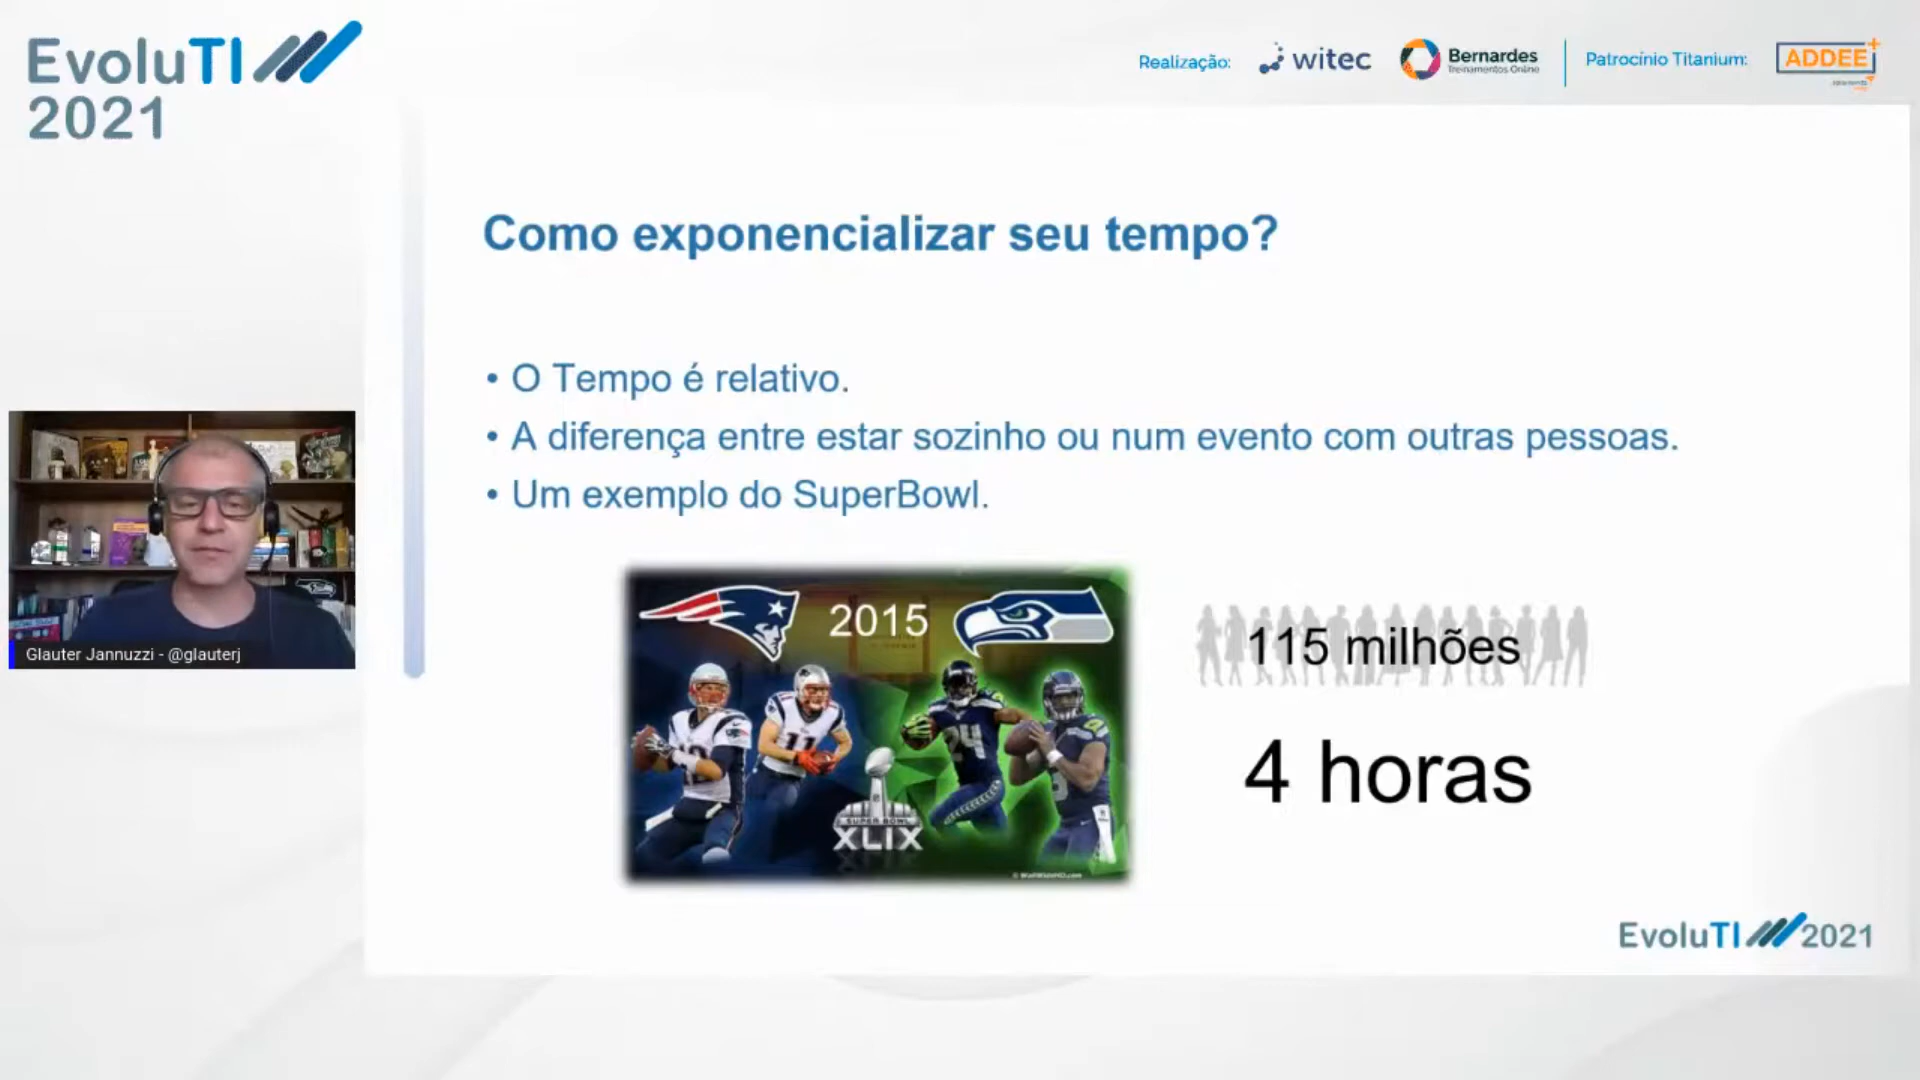 EvoluTI
2021
Realização:
witec
Bernardes
Treinamentos Online
Patrocínio Titanium:
ADDEE
Como exponencializar seu tempo?
• O Tempo é relativo.
• A diferença entre estar sozinho ou num evento com outras pessoas.
• Um exemplo do SuperBowl.
2015
115 milhões
4 horas
11
24
SUPER BOWL
XLIX
Glauter Jannuzzi - @glauterj
EvoluTI 2021